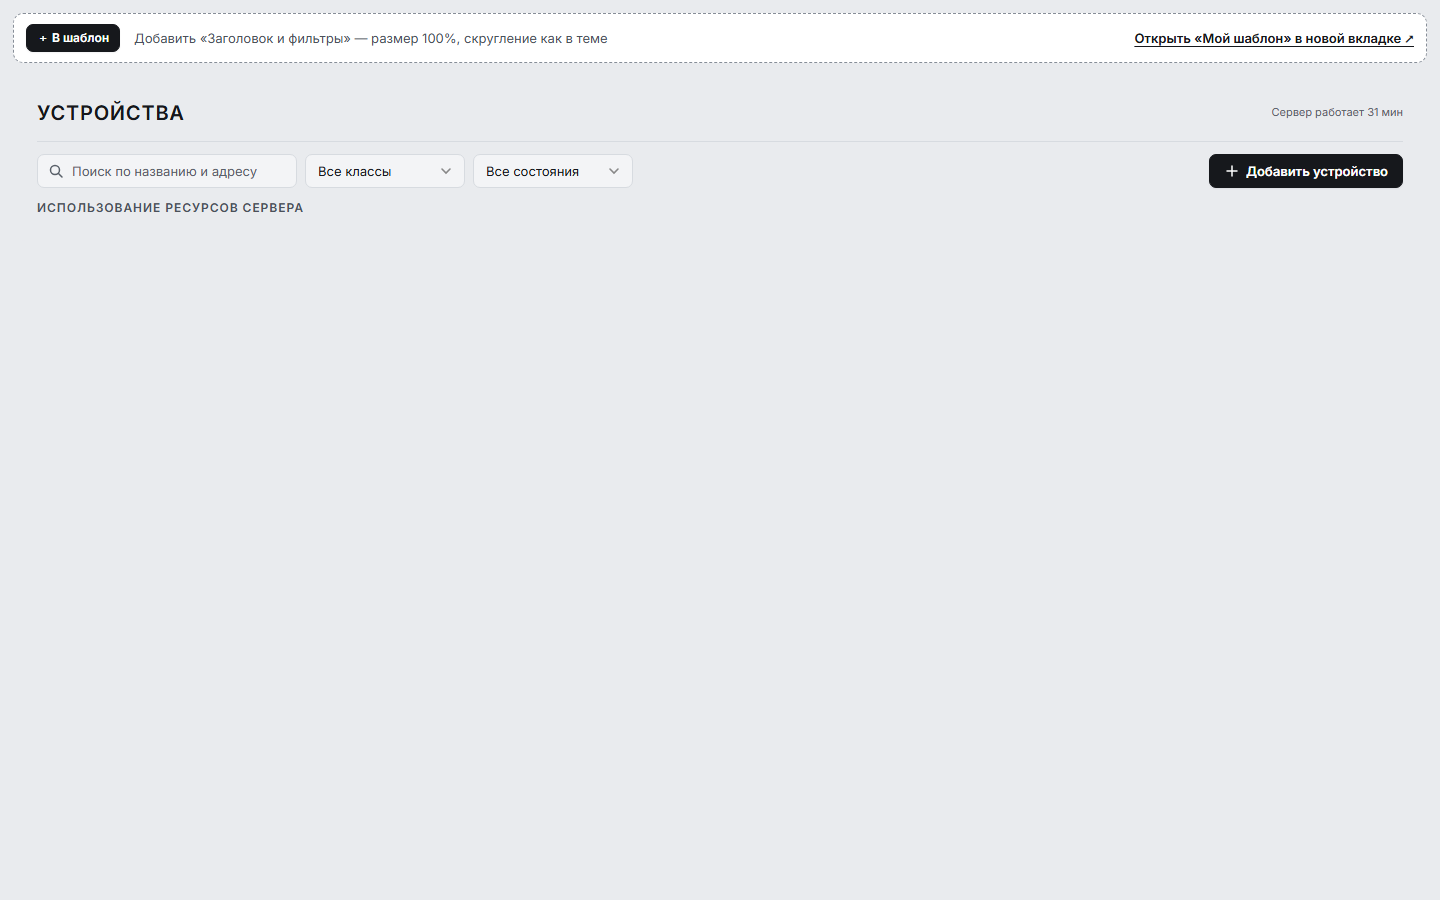 + В шаблон
Добавить «Заголовок и фильтры» — размер 100%, скругление как в теме
Открыть «Мой шаблон» в новой вкладке ↗
УСТРОЙСТВА
Сервер работает 31 мин
Поиск по названию и адресу
Все классы
Все состояния
+ Добавить устройство
ИСПОЛЬЗОВАНИЕ РЕСУРСОВ СЕРВЕРА